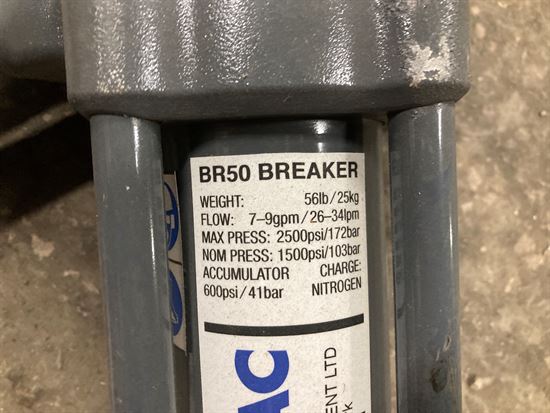 BR50 BREAKER
WEIGHT: 56lb/25kg
FLOW: 7–9gpm/26–34lpm
MAX PRESS: 2500psi/172bar
NOM PRESS: 1500psi/103bar
ACCUMULATOR CHARGE:
600psi/41bar NITROGEN
AC
ENT LTD